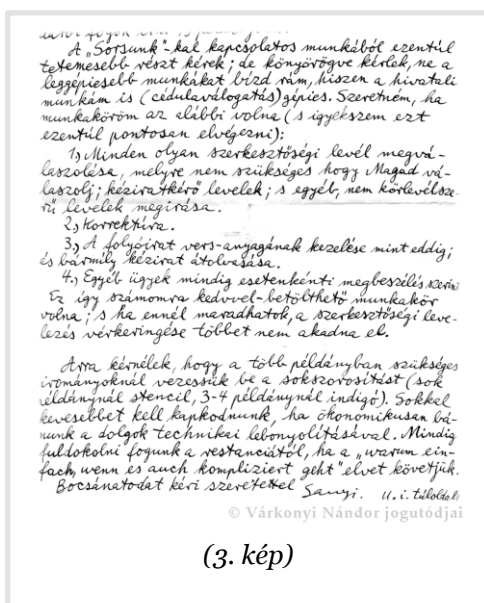 A „Sorsunk"-kal kapcsolatos munkából ezentúl
tetemesebb részt kérek; de könyörögve kérlek, ne a
leggépiesebb munkákat bízd rám, hiszen a hivatali
munkám is (cédulaválogatás) gépies. Szeretném, ha
munkaköröm az alábbi volna (s igyekszem ezt
ezentúl pontosan elvégezni):
1., Minden olyan szerkesztőségi levél megvá-
laszolása, melyre nem szükséges hogy Magad vá-
laszolj; kéziratkérő levelek; s egyéb, nem körlevélsze-
rű levelek megírása.
2., Korrektúra.
3., A folyóirat vers-anyagának kezelése mint eddig;
és bármily kézirat átolvasása.
4., Egyéb ügyek mindig esetenkénti megbeszélés szerint
Ez így számomra kedvvel-betölthető munkakör
volna; s ha ennél maradhatok, a szerkesztőségi leve-
lezés vérkeringése többet nem akadna el.
Arra kérnélek, hogy a több példányban szükséges
irományoknál vezessük be a sokszorosítást (sok
példánynál stencil, 3-4 példánynál indigó). Sokkal
kevesebbet kell kapkodnunk, ha ökonomikusan bá-
nunk a dolgok technikai lebonyolításával. Mindig
fuldokolni fogunk a restanciától, ha a „warum ein-
fach, wenn es auch kompliziert geht" elvet követjük.
Bocsánatodat kéri szeretettel Sanyi. U.i. túloldalt
© Várkonyi Nándor jogutódjai
(3. kép)